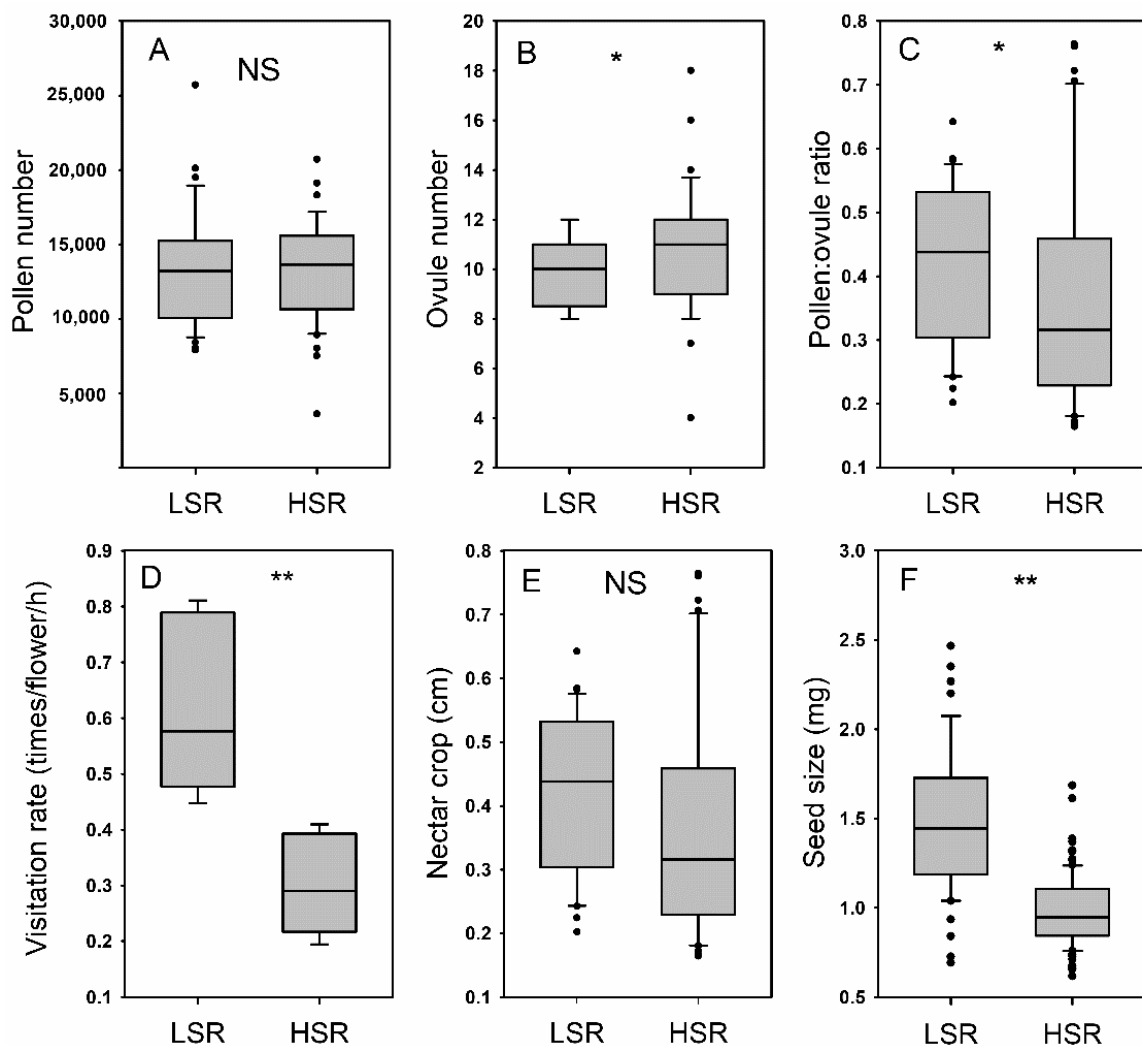 A
NS
Pollen number
30,000
25,000
20,000
15,000
10,000
5,000
LSR HSR
B
*
Ovule number
20
18
16
14
12
10
8
6
4
2
LSR HSR
C
*
Pollen:ovule ratio
0.8
0.7
0.6
0.5
0.4
0.3
0.2
0.1
LSR HSR
D
**
Visitation rate (times/flower/h)
0.9
0.8
0.7
0.6
0.5
0.4
0.3
0.2
0.1
LSR HSR
E
NS
Nectar crop (cm)
0.8
0.7
0.6
0.5
0.4
0.3
0.2
0.1
LSR HSR
F
**
Seed size (mg)
3.0
2.5
2.0
1.5
1.0
0.5
LSR HSR